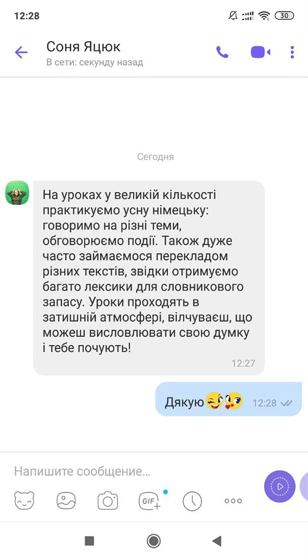 12:28
30
Соня Яцюк
В сети: секунду назад
Сегодня
На уроках у великій кількості
практикуємо усну німецьку:
говоримо на різні теми,
обговорюємо події. Також дуже
часто займаємося перекладом
різних текстів, звідки отримуємо
багато лексики для словникового
запасу. Уроки проходять в
затишній атмосфері, вілчуваєш, що
можеш висловлювати свою думку
і тебе почують!
12:27
Дякую
12:28
Напишите сообщение...
GIF